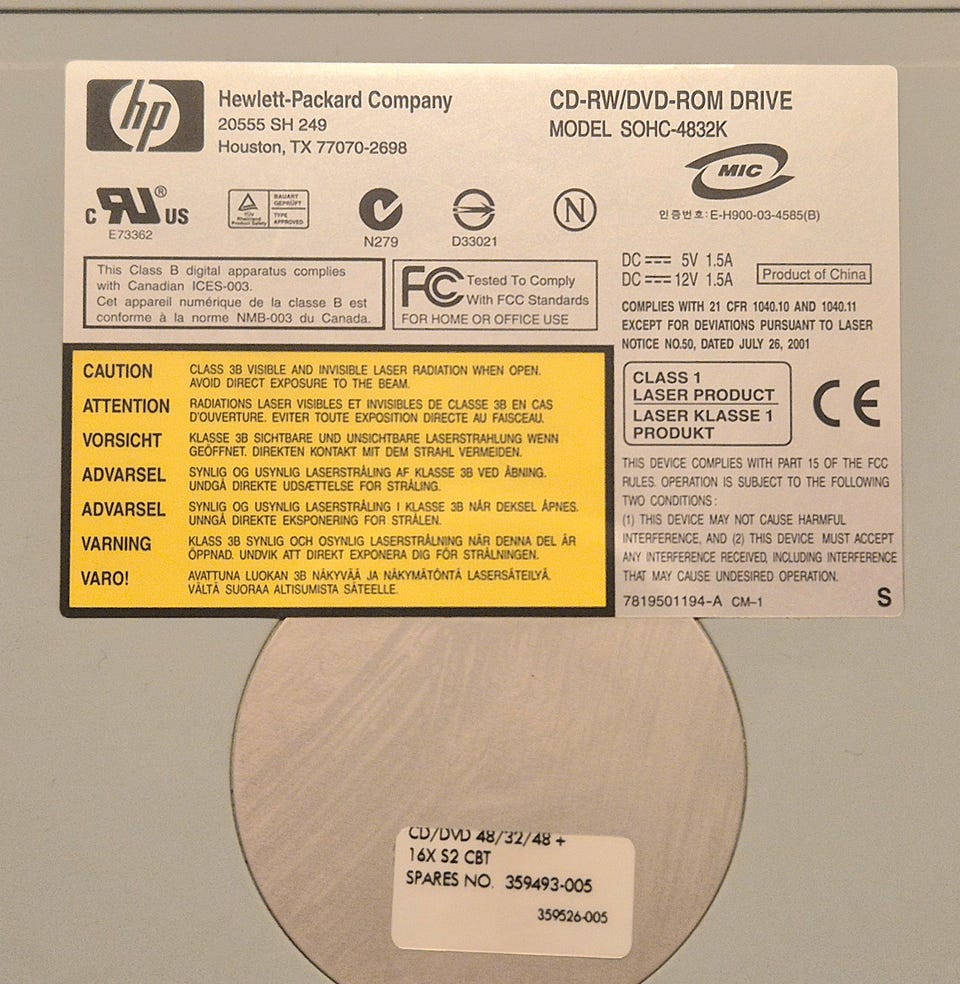 hp
Hewlett-Packard Company
20555 SH 249
Houston, TX 77070-2698
CD-RW/DVD-ROM DRIVE
MODEL SOHC-4832K
MIC
인증번호: E-H900-03-4585(B)
C RU ® US
E73362
TÜV Rheinland Product Safety
BAUART GEPRÜFT
TYPE APPROVED
N279
D33021
N
This Class B digital apparatus complies
with Canadian ICES-003.
Cet appareil numérique de la classe B est
conforme à la norme NMB-003 du Canada.
FC Tested To Comply
With FCC Standards
FOR HOME OR OFFICE USE
DC 5V 1.5A
DC 12V 1.5A
Product of China
COMPLIES WITH 21 CFR 1040.10 AND 1040.11
EXCEPT FOR DEVIATIONS PURSUANT TO LASER
NOTICE NO.50, DATED JULY 26, 2001
CAUTION CLASS 3B VISIBLE AND INVISIBLE LASER RADIATION WHEN OPEN.
AVOID DIRECT EXPOSURE TO THE BEAM.
ATTENTION RADIATIONS LASER VISIBLES ET INVISIBLES DE CLASSE 3B EN CAS
D'OUVERTURE. EVITER TOUTE EXPOSITION DIRECTE AU FAISCEAU.
VORSICHT KLASSE 3B SICHTBARE UND UNSICHTBARE LASERSTRAHLUNG WENN
GEÖFFNET. DIREKTEN KONTAKT MIT DEM STRAHL VERMEIDEN.
ADVARSEL SYNLIG OG USYNLIG LASERSTRÅLING AF KLASSE 3B VED ÅBNING.
UNDGÅ DIREKTE UDSÆTTELSE FOR STRÅLING.
ADVARSEL SYNLIG OG USYNLIG LASERSTRÅLING I KLASSE 3B NÅR DEKSEL ÅPNES.
UNNGÅ DIREKTE EKSPONERING FOR STRÅLEN.
VARNING KLASS 3B SYNLIG OCH OSYNLIG LASERSTRÅLNING NÄR DENNA DEL ÄR
ÖPPNAD. UNDVIK ATT DIREKT EXPONERA DIG FÖR STRÅLNINGEN.
VARO! AVATTUNA LUOKAN 3B NÄKYVÄÄ JA NÄKYMÄTÖNTÄ LASERSÄTEILYÄ.
VÄLTÄ SUORAA ALTISUMISTA SÄTEELLE.
CLASS 1
LASER PRODUCT
LASER KLASSE 1
PRODUKT
CE
THIS DEVICE COMPLIES WITH PART 15 OF THE FCC
RULES. OPERATION IS SUBJECT TO THE FOLLOWING
TWO CONDITIONS:
(1) THIS DEVICE MAY NOT CAUSE HARMFUL
INTERFERENCE, AND (2) THIS DEVICE MUST ACCEPT
ANY INTERFERENCE RECEIVED, INCLUDING INTERFERENCE
THAT MAY CAUSE UNDESIRED OPERATION.
7819501194-A CM-1 S
CD/DVD 48/32/48 +
16X S2 CBT
SPARES NO. 359493-005
359526-005